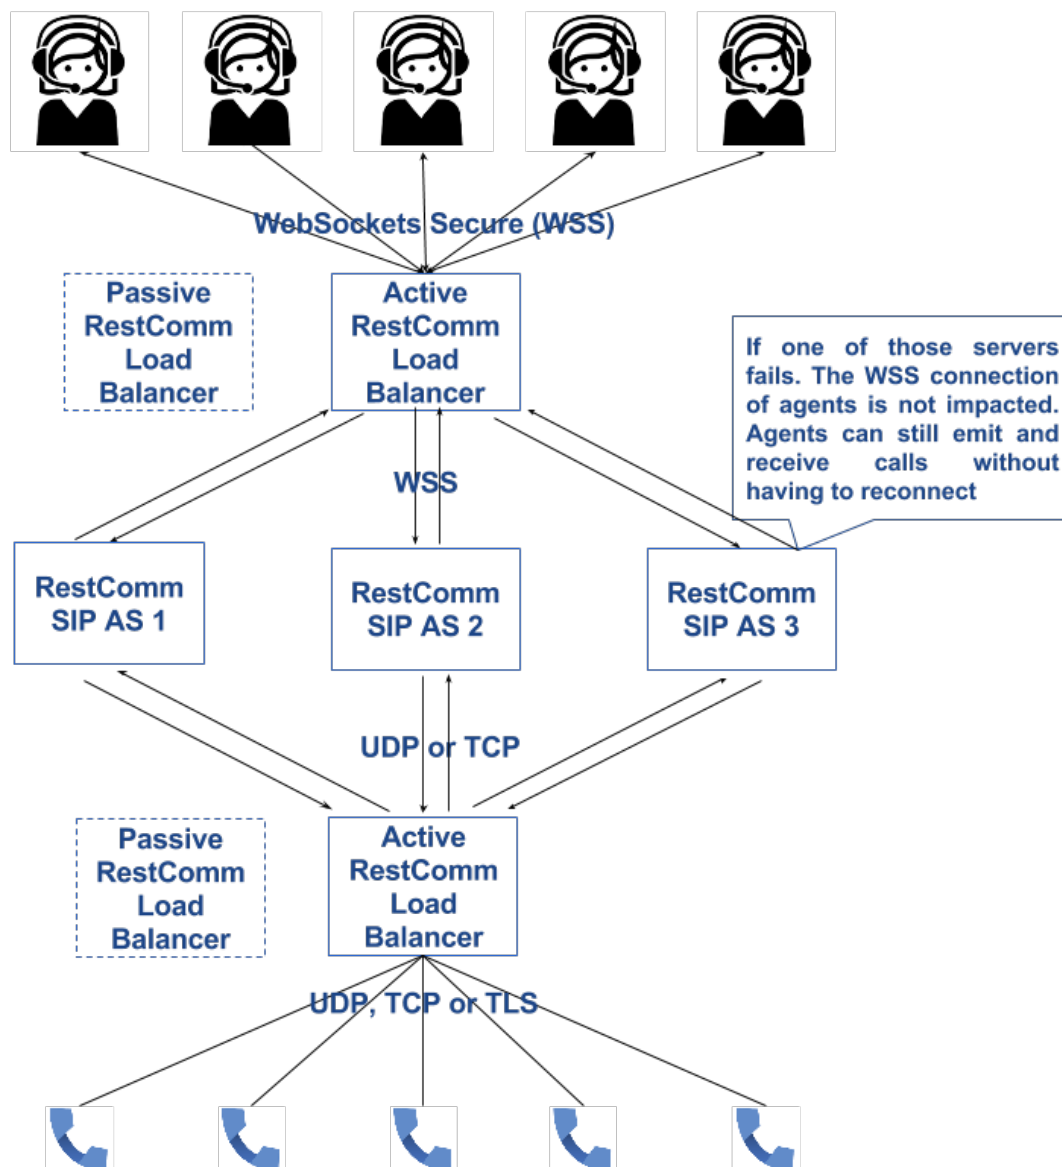 WebSockets Secure (WSS)
Passive
RestComm
Load
Balancer
Active
RestComm
Load
Balancer
If one of those servers
fails. The WSS connection
of agents is not impacted.
Agents can still emit and
receive calls without
having to reconnect
WSS
RestComm
SIP AS 1
RestComm
SIP AS 2
RestComm
SIP AS 3
UDP or TCP
Passive
RestComm
Load
Balancer
Active
RestComm
Load
Balancer
UDP, TCP or TLS